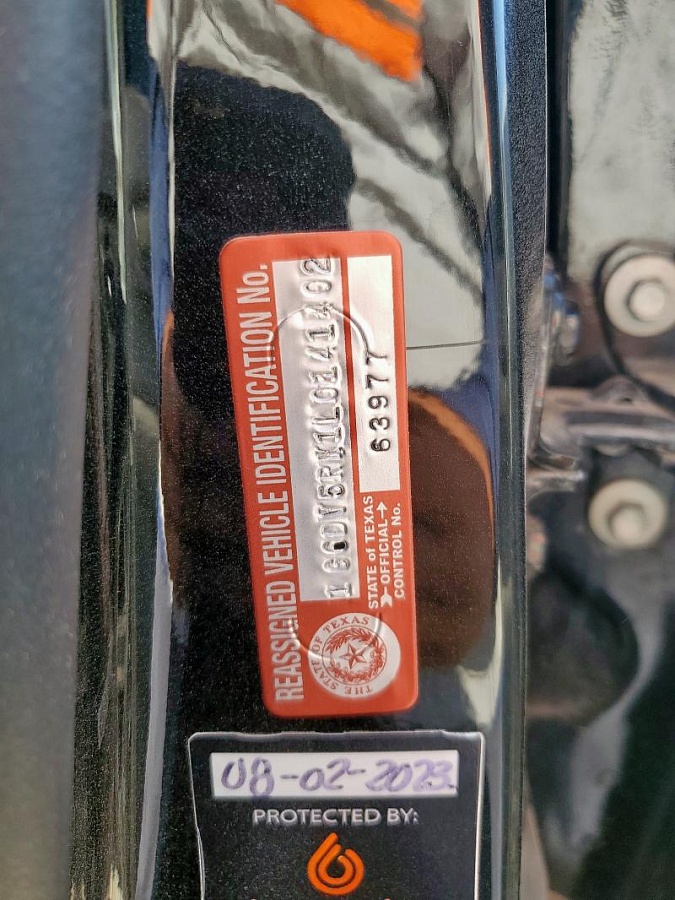 REASSIGNED VEHICLE IDENTIFICATION No.
STATE of TEXAS
OFFICIAL
CONTROL No.
63977
THE STATE OF TEXAS
08-02-2023
PROTECTED BY: